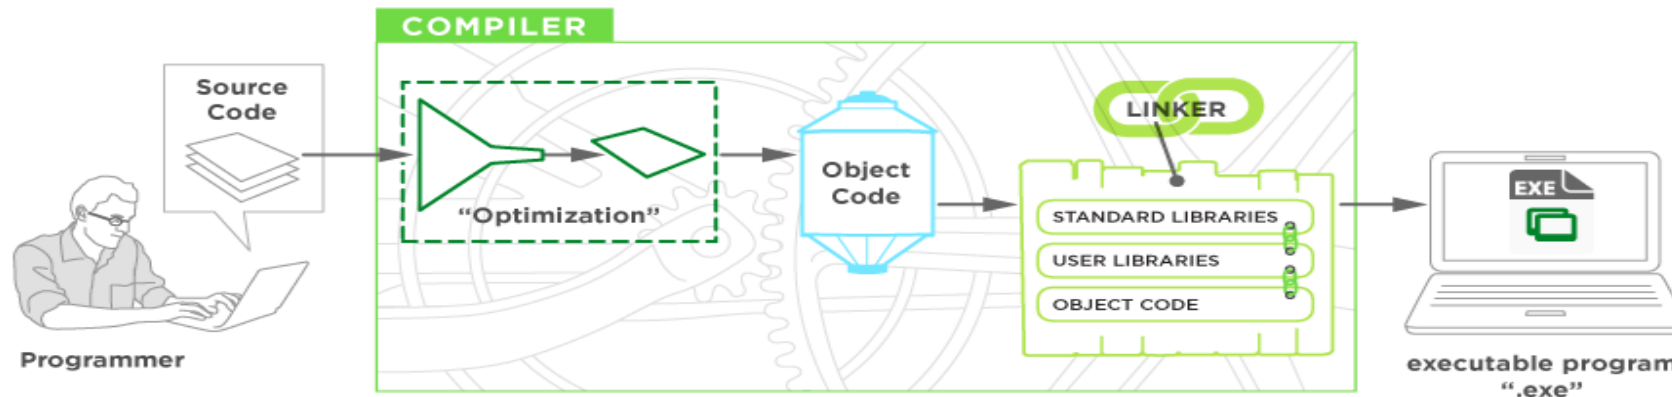 COMPILER
Source
Code
Programmer
"Optimization"
Object
Code
LINKER
STANDARD LIBRARIES
USER LIBRARIES
OBJECT CODE
EXE
executable program
".exe"